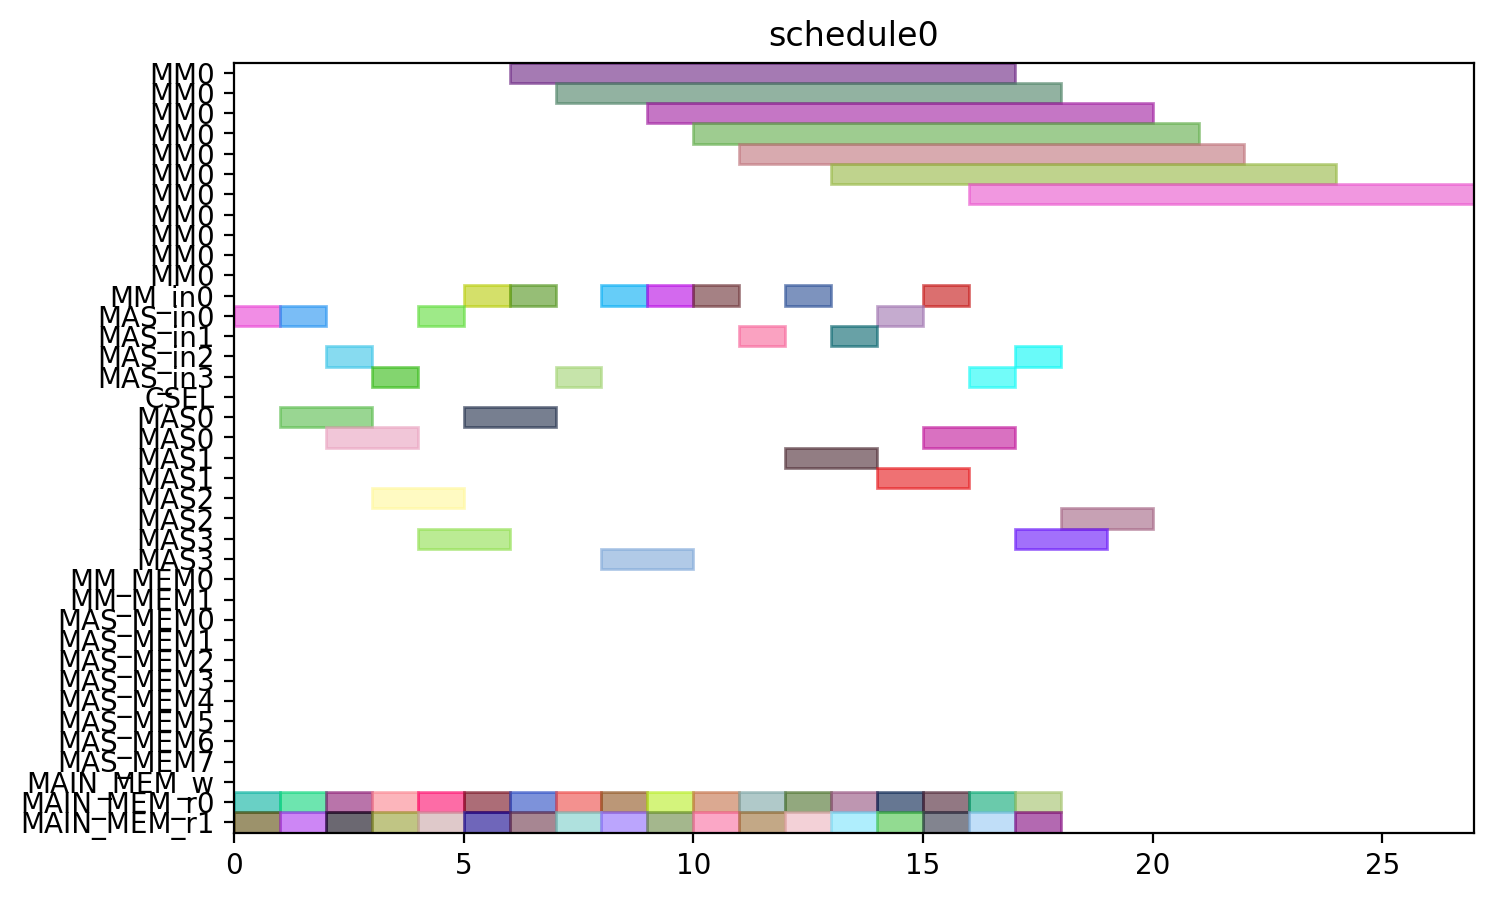 schedule0
MM0
MM0
MM0
MM0
MM0
MM0
MM0
MM0
MM0
MM0
MM0
MM_in0
MAS_in0
MAS_in1
MAS_in2
MAS_in3
CSEL
MAS0
MAS0
MAS1
MAS1
MAS2
MAS2
MAS3
MAS3
MM_MEM0
MM_MEM1
MAS_MEM0
MAS_MEM1
MAS_MEM2
MAS_MEM3
MAS_MEM4
MAS_MEM5
MAS_MEM6
MAS_MEM7
MAIN_MEM_w
MAIN_MEM_r0
MAIN_MEM_r1
0 5 10 15 20 25